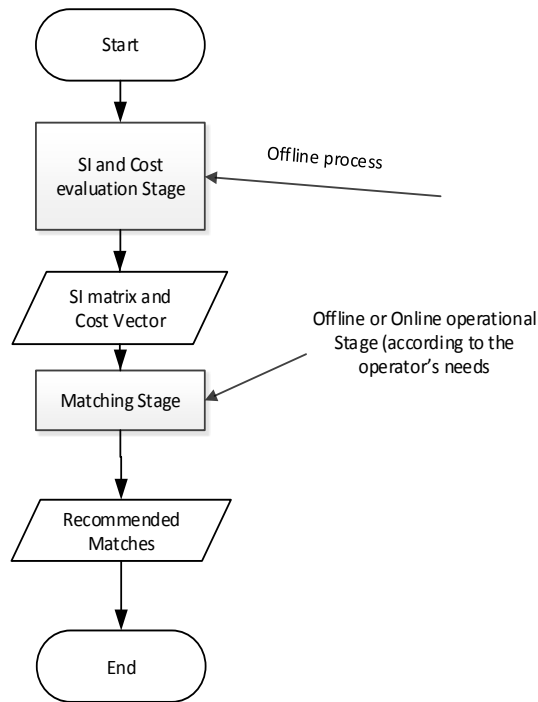 Start
SI and Cost
evaluation Stage
Offline process
SI matrix and
Cost Vector
Offline or Online operational
Stage (according to the
operator's needs
Matching Stage
Recommended
Matches
End